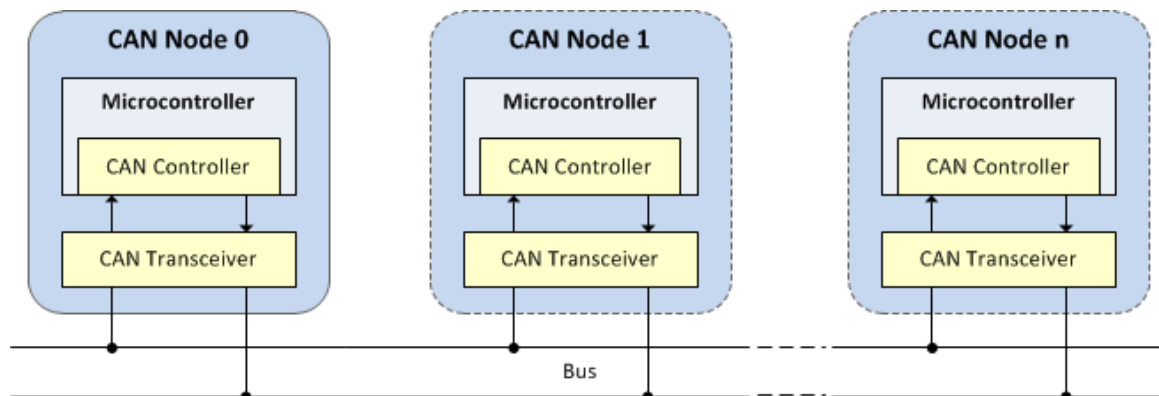 CAN Node 0
Microcontroller
CAN Controller
CAN Transceiver
CAN Node 1
Microcontroller
CAN Controller
CAN Transceiver
CAN Node n
Microcontroller
CAN Controller
CAN Transceiver
Bus